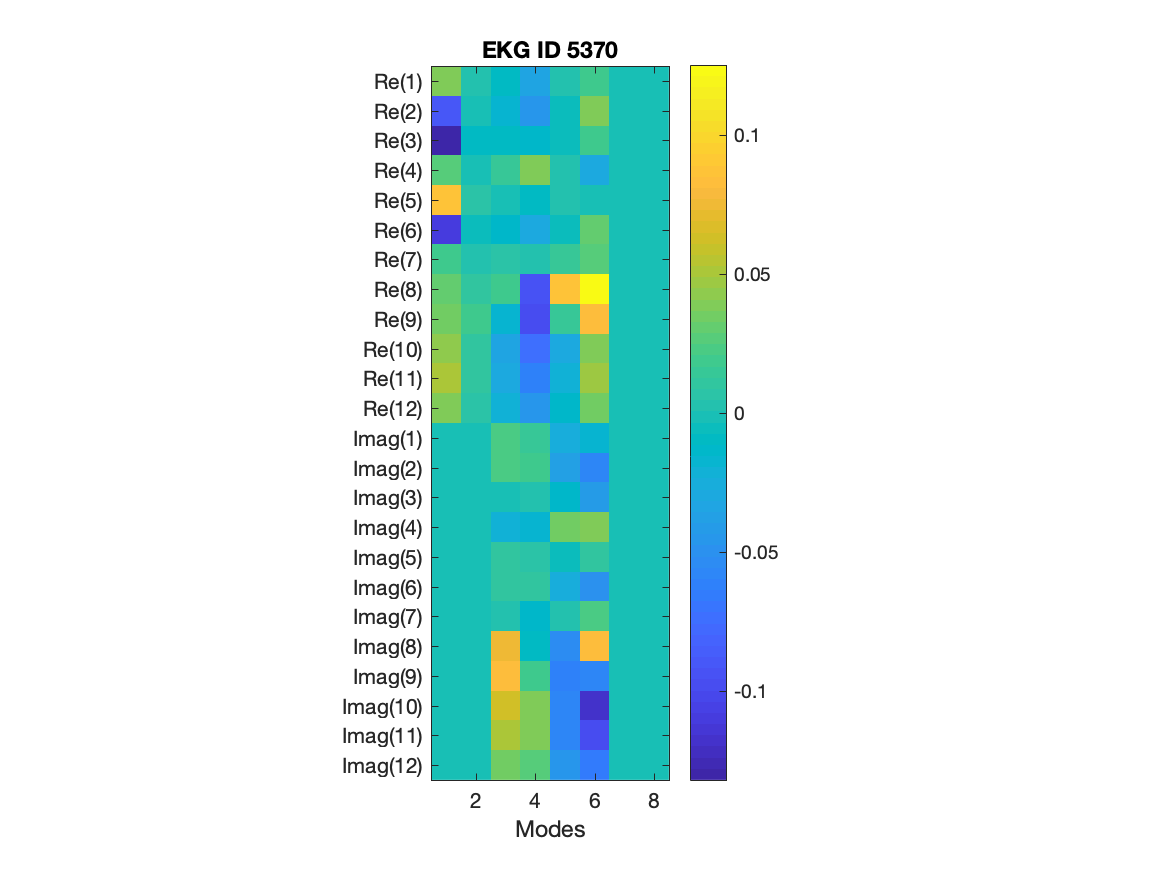 EKG ID 5370
Re(1)
Re(2)
Re(3)
Re(4)
Re(5)
Re(6)
Re(7)
Re(8)
Re(9)
Re(10)
Re(11)
Re(12)
Imag(1)
Imag(2)
Imag(3)
Imag(4)
Imag(5)
Imag(6)
Imag(7)
Imag(8)
Imag(9)
Imag(10)
Imag(11)
Imag(12)
2 4 6 8
Modes
0.1
0.05
0
-0.05
-0.1